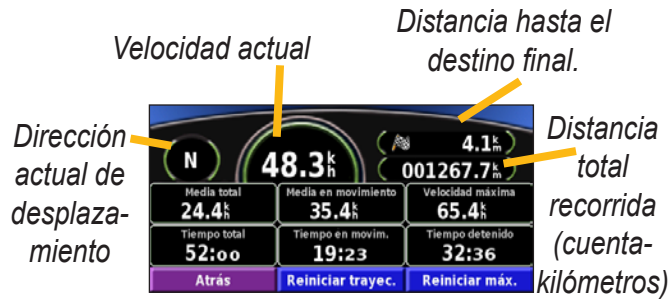 Distancia hasta el
destino final.
Velocidad actual
Dirección
actual de
desplaza-
miento
N
48.3 k/h
4.1 k/m
001267.7 k/m
Distancia
total
recorrida
(cuenta-
kilómetros)
Media total
24.4 k/h
Media en movimiento
35.4 k/h
Velocidad máxima
65.4 k/h
Tiempo total
52:00
Tiempo en movim.
19:23
Tiempo detenido
32:36
Atrás
Reiniciar trayec.
Reiniciar máx.